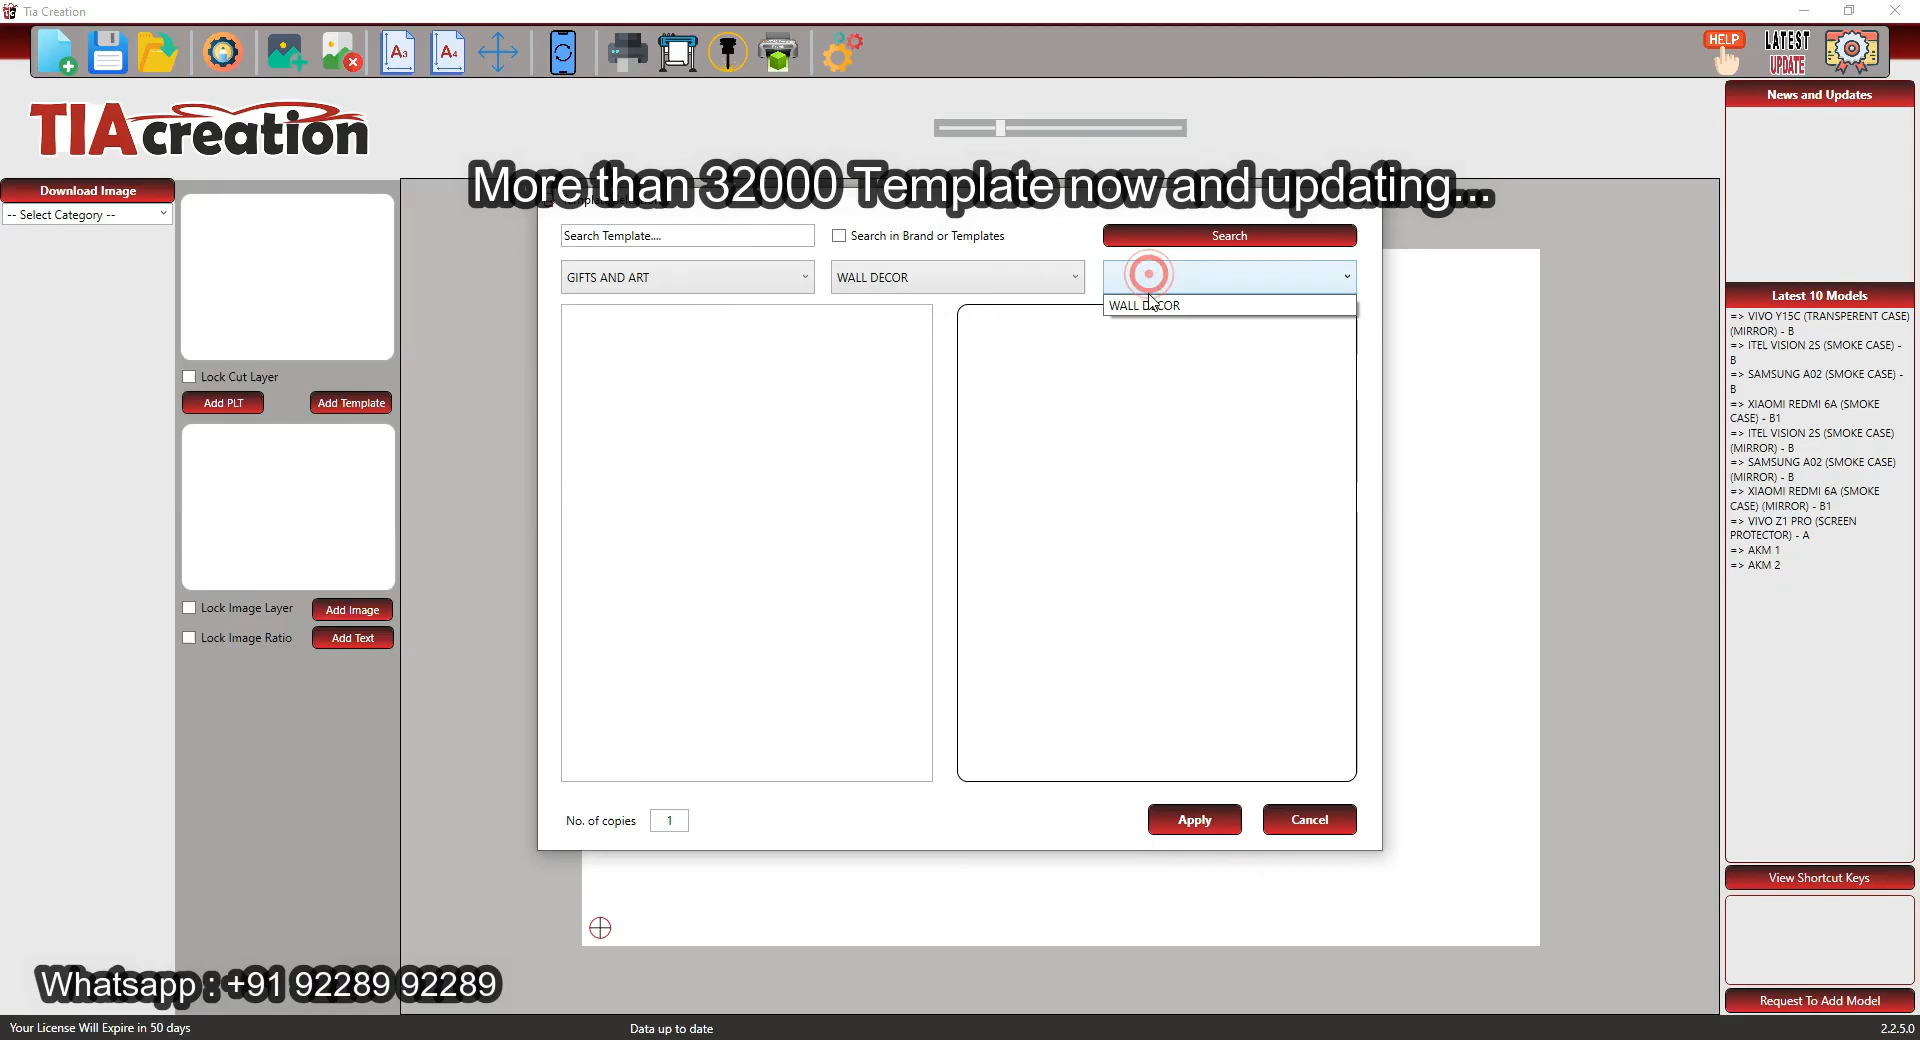 Tia Creation
A3
A4
HELP
LATEST
UPDATE
TIAcreation
News and Updates
More than 32000 Template now and updating...
Download Image
-- Select Category --
Search Template....
Search in Brand or Templates
Search
GIFTS AND ART
WALL DECOR
WALL DECOR
Lock Cut Layer
Add PLT
Add Template
Lock Image Layer
Add Image
Lock Image Ratio
Add Text
No. of copies
1
Apply
Cancel
Latest 10 Models
=> VIVO Y15C (TRANSPERENT CASE)
(MIRROR) - B
=> ITEL VISION 2S (SMOKE CASE) -
B
=> SAMSUNG A02 (SMOKE CASE) -
B
=> XIAOMI REDMI 6A (SMOKE
CASE) - B1
=> ITEL VISION 2S (SMOKE CASE)
(MIRROR) - B
=> SAMSUNG A02 (SMOKE CASE)
(MIRROR) - B
=> XIAOMI REDMI 6A (SMOKE
CASE) (MIRROR) - B1
=> VIVO Z1 PRO (SCREEN
PROTECTOR) - A
=> AKM 1
=> AKM 2
View Shortcut Keys
Request To Add Model
Whatsapp : +91 92289 92289
Your License Will Expire in 50 days
Data up to date
2.2.5.0